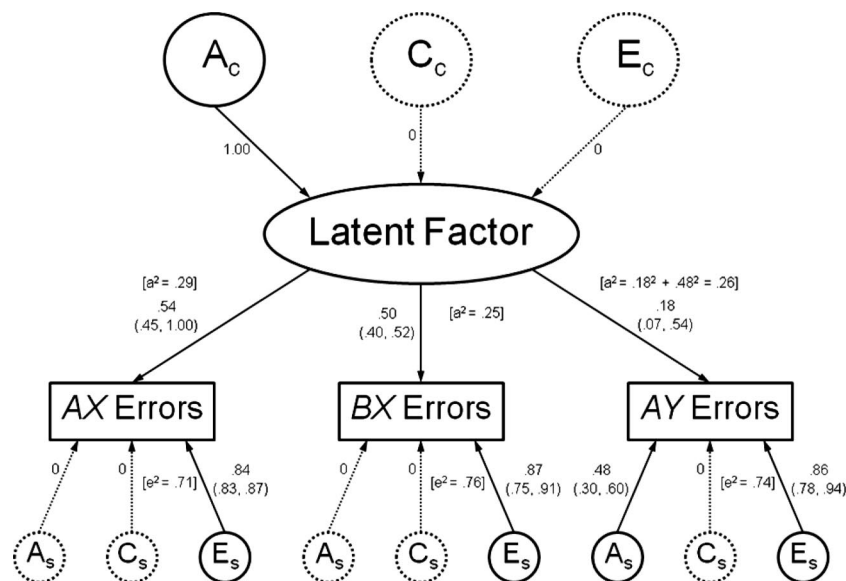 A_c
C_c
E_c
1.00
0
0
Latent Factor
[a² = .29]
.54
(.45, 1.00)
.50
(.40, .52)
[a² = .25]
[a² = .18² + .48² = .26]
.18
(.07, .54)
AX Errors
BX Errors
AY Errors
0
0
[e² = .71]
.84
(.83, .87)
0
0
[e² = .76]
.87
(.75, .91)
.48
(.30, .60)
0
[e² = .74]
.86
(.78, .94)
A_s
C_s
E_s
A_s
C_s
E_s
A_s
C_s
E_s